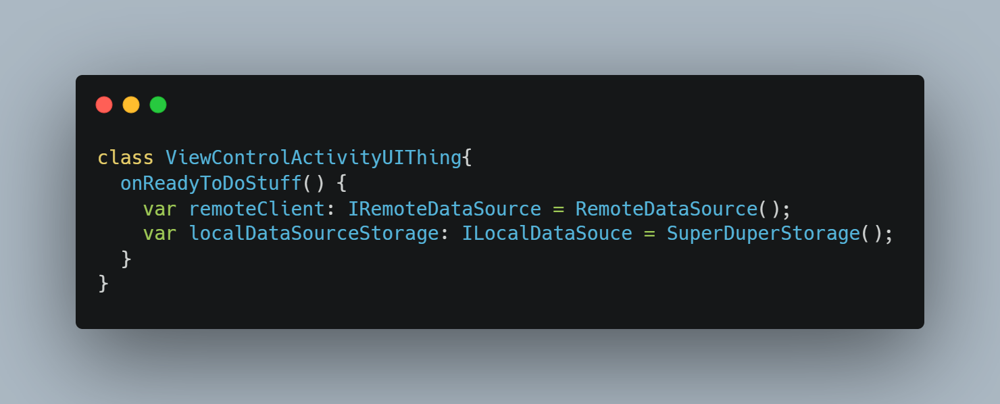 class ViewControlActivityUIThing{
  onReadyToDoStuff() {
    var remoteClient: IRemoteDataSource = RemoteDataSource();
    var localDataSourceStorage: ILocalDataSouce = SuperDuperStorage();
  }
}